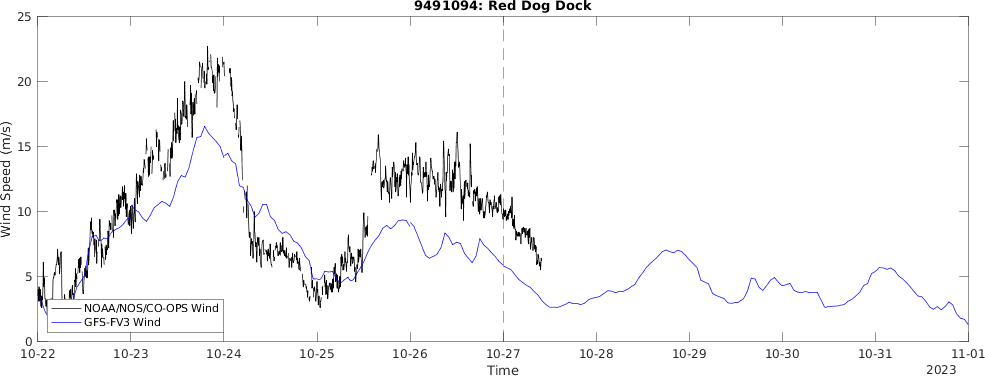 9491094: Red Dog Dock
25
20
15
10
5
0
Wind Speed (m/s)
NOAA/NOS/CO-OPS Wind
GFS-FV3 Wind
10-22 10-23 10-24 10-25 10-26 10-27 10-28 10-29 10-30 10-31 11-01
Time
2023